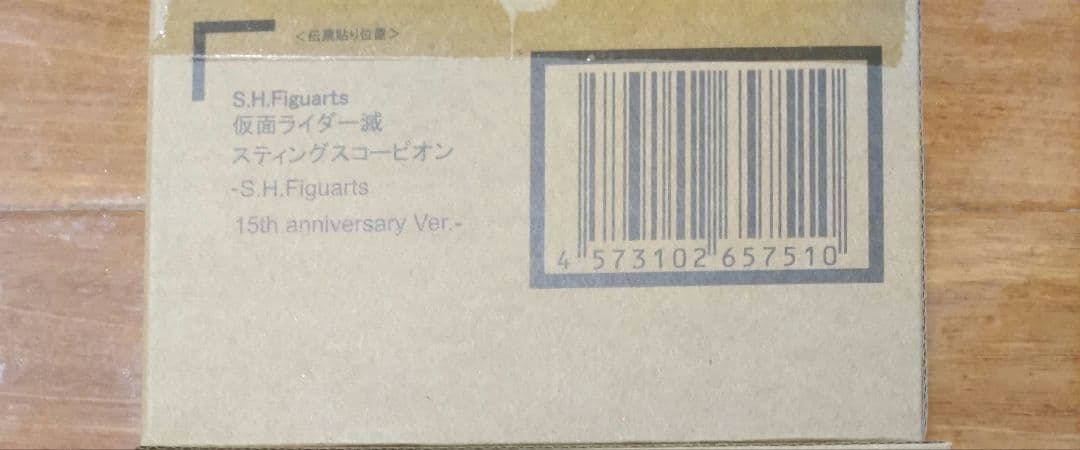 ＜伝票貼り位置＞
S.H.Figuarts
仮面ライダー滅
スティングスコーピオン
-S.H.Figuarts
15th anniversary Ver.-
4 573102 657510